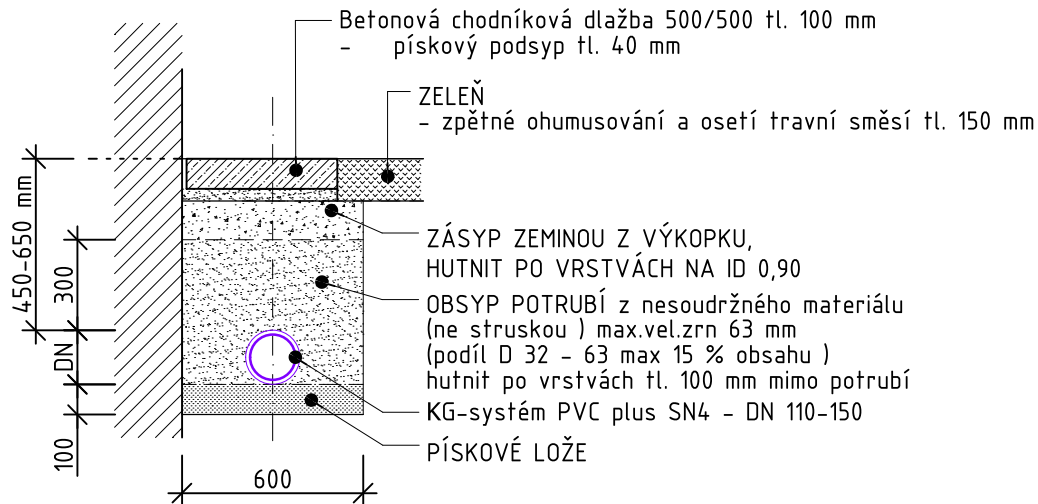 Betonová chodníková dlažba 500/500 tl. 100 mm
- pískový podsyp tl. 40 mm
ZELEŇ
- zpětné ohumusování a osetí travní směsí tl. 150 mm
ZÁSYP ZEMINOU Z VÝKOPKU,
HUTNIT PO VRSTVÁCH NA ID 0,90
OBSYP POTRUBÍ z nesoudržného materiálu
(ne struskou ) max.vel.zrn 63 mm
(podíl D 32 - 63 max 15 % obsahu )
hutnit po vrstvách tl. 100 mm mimo potrubí
KG-systém PVC plus SN4 - DN 110-150
PÍSKOVÉ LOŽE
450-650 mm
300
DN
100
600